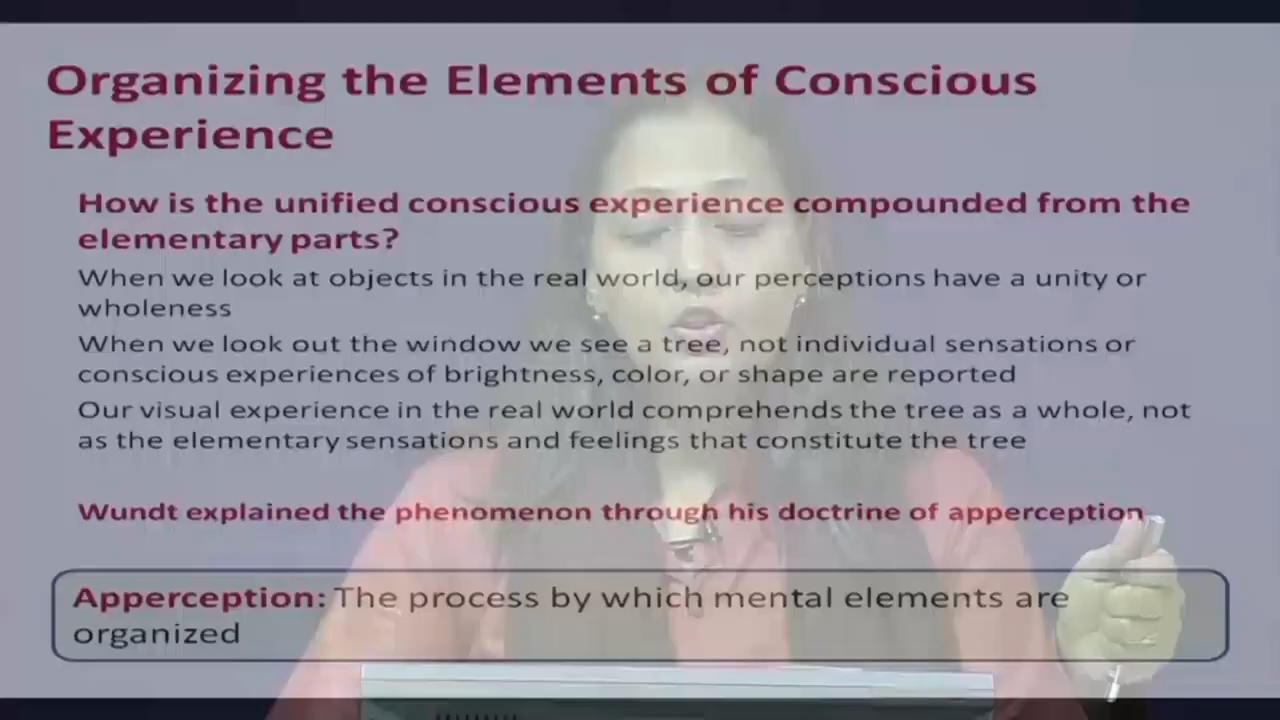 Organizing the Elements of Conscious
Experience
How is the unified conscious experience compounded from the
elementary parts?
When we look at objects in the real world, our perceptions have a unity or
wholeness
When we look out the window we see a tree, not individual sensations or
conscious experiences of brightness, color, or shape are reported
Our visual experience in the real world comprehends the tree as a whole, not
as the elementary sensations and feelings that constitute the tree
Wundt explained the phenomenon through his doctrine of apperception
Apperception: The process by which mental elements are
organized